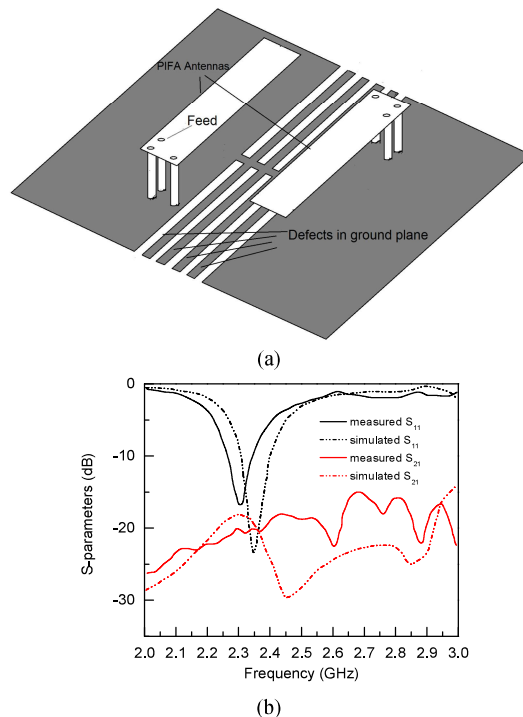 PIFA Antennas
Feed
Defects in ground plane
(a)
0
-10
-20
-30
S-parameters (dB)
measured S11
simulated S11
measured S21
simulated S21
2.0 2.1 2.2 2.3 2.4 2.5 2.6 2.7 2.8 2.9 3.0
Frequency (GHz)
(b)